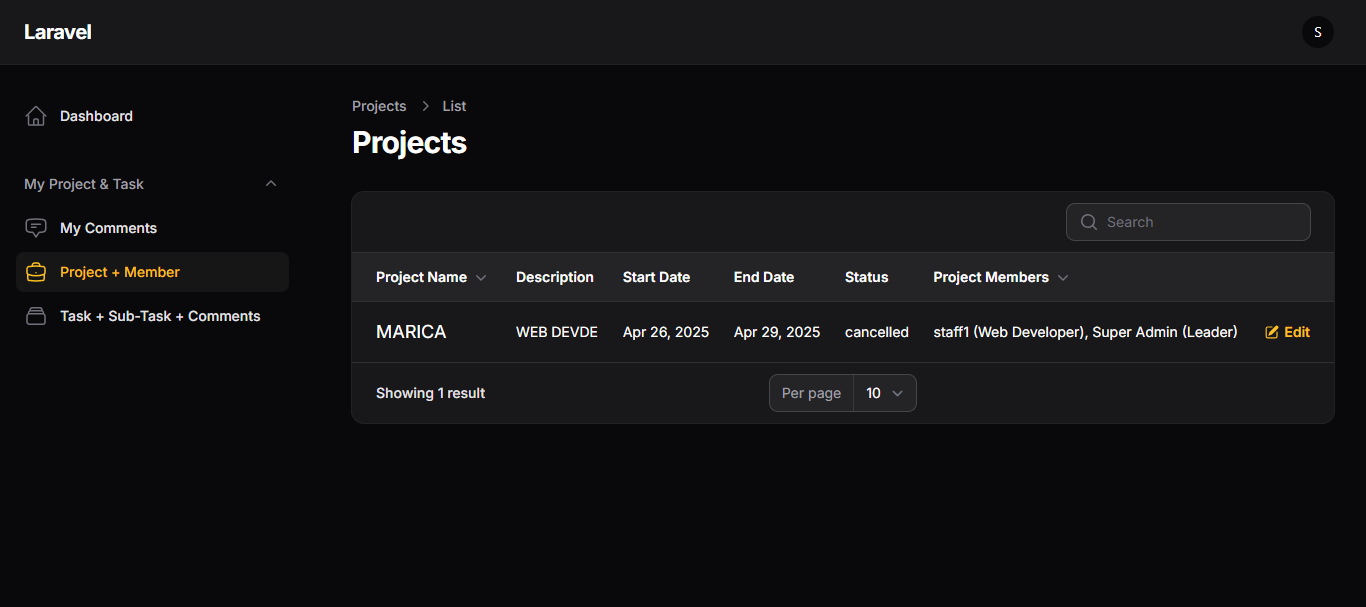 Laravel
S
Dashboard
My Project & Task
My Comments
Project + Member
Task + Sub-Task + Comments
Projects > List
Projects
Search
Project Name Description Start Date End Date Status Project Members
MARICA WEB DEVDE Apr 26, 2025 Apr 29, 2025 cancelled staff1 (Web Developer), Super Admin (Leader) Edit
Showing 1 result Per page 10